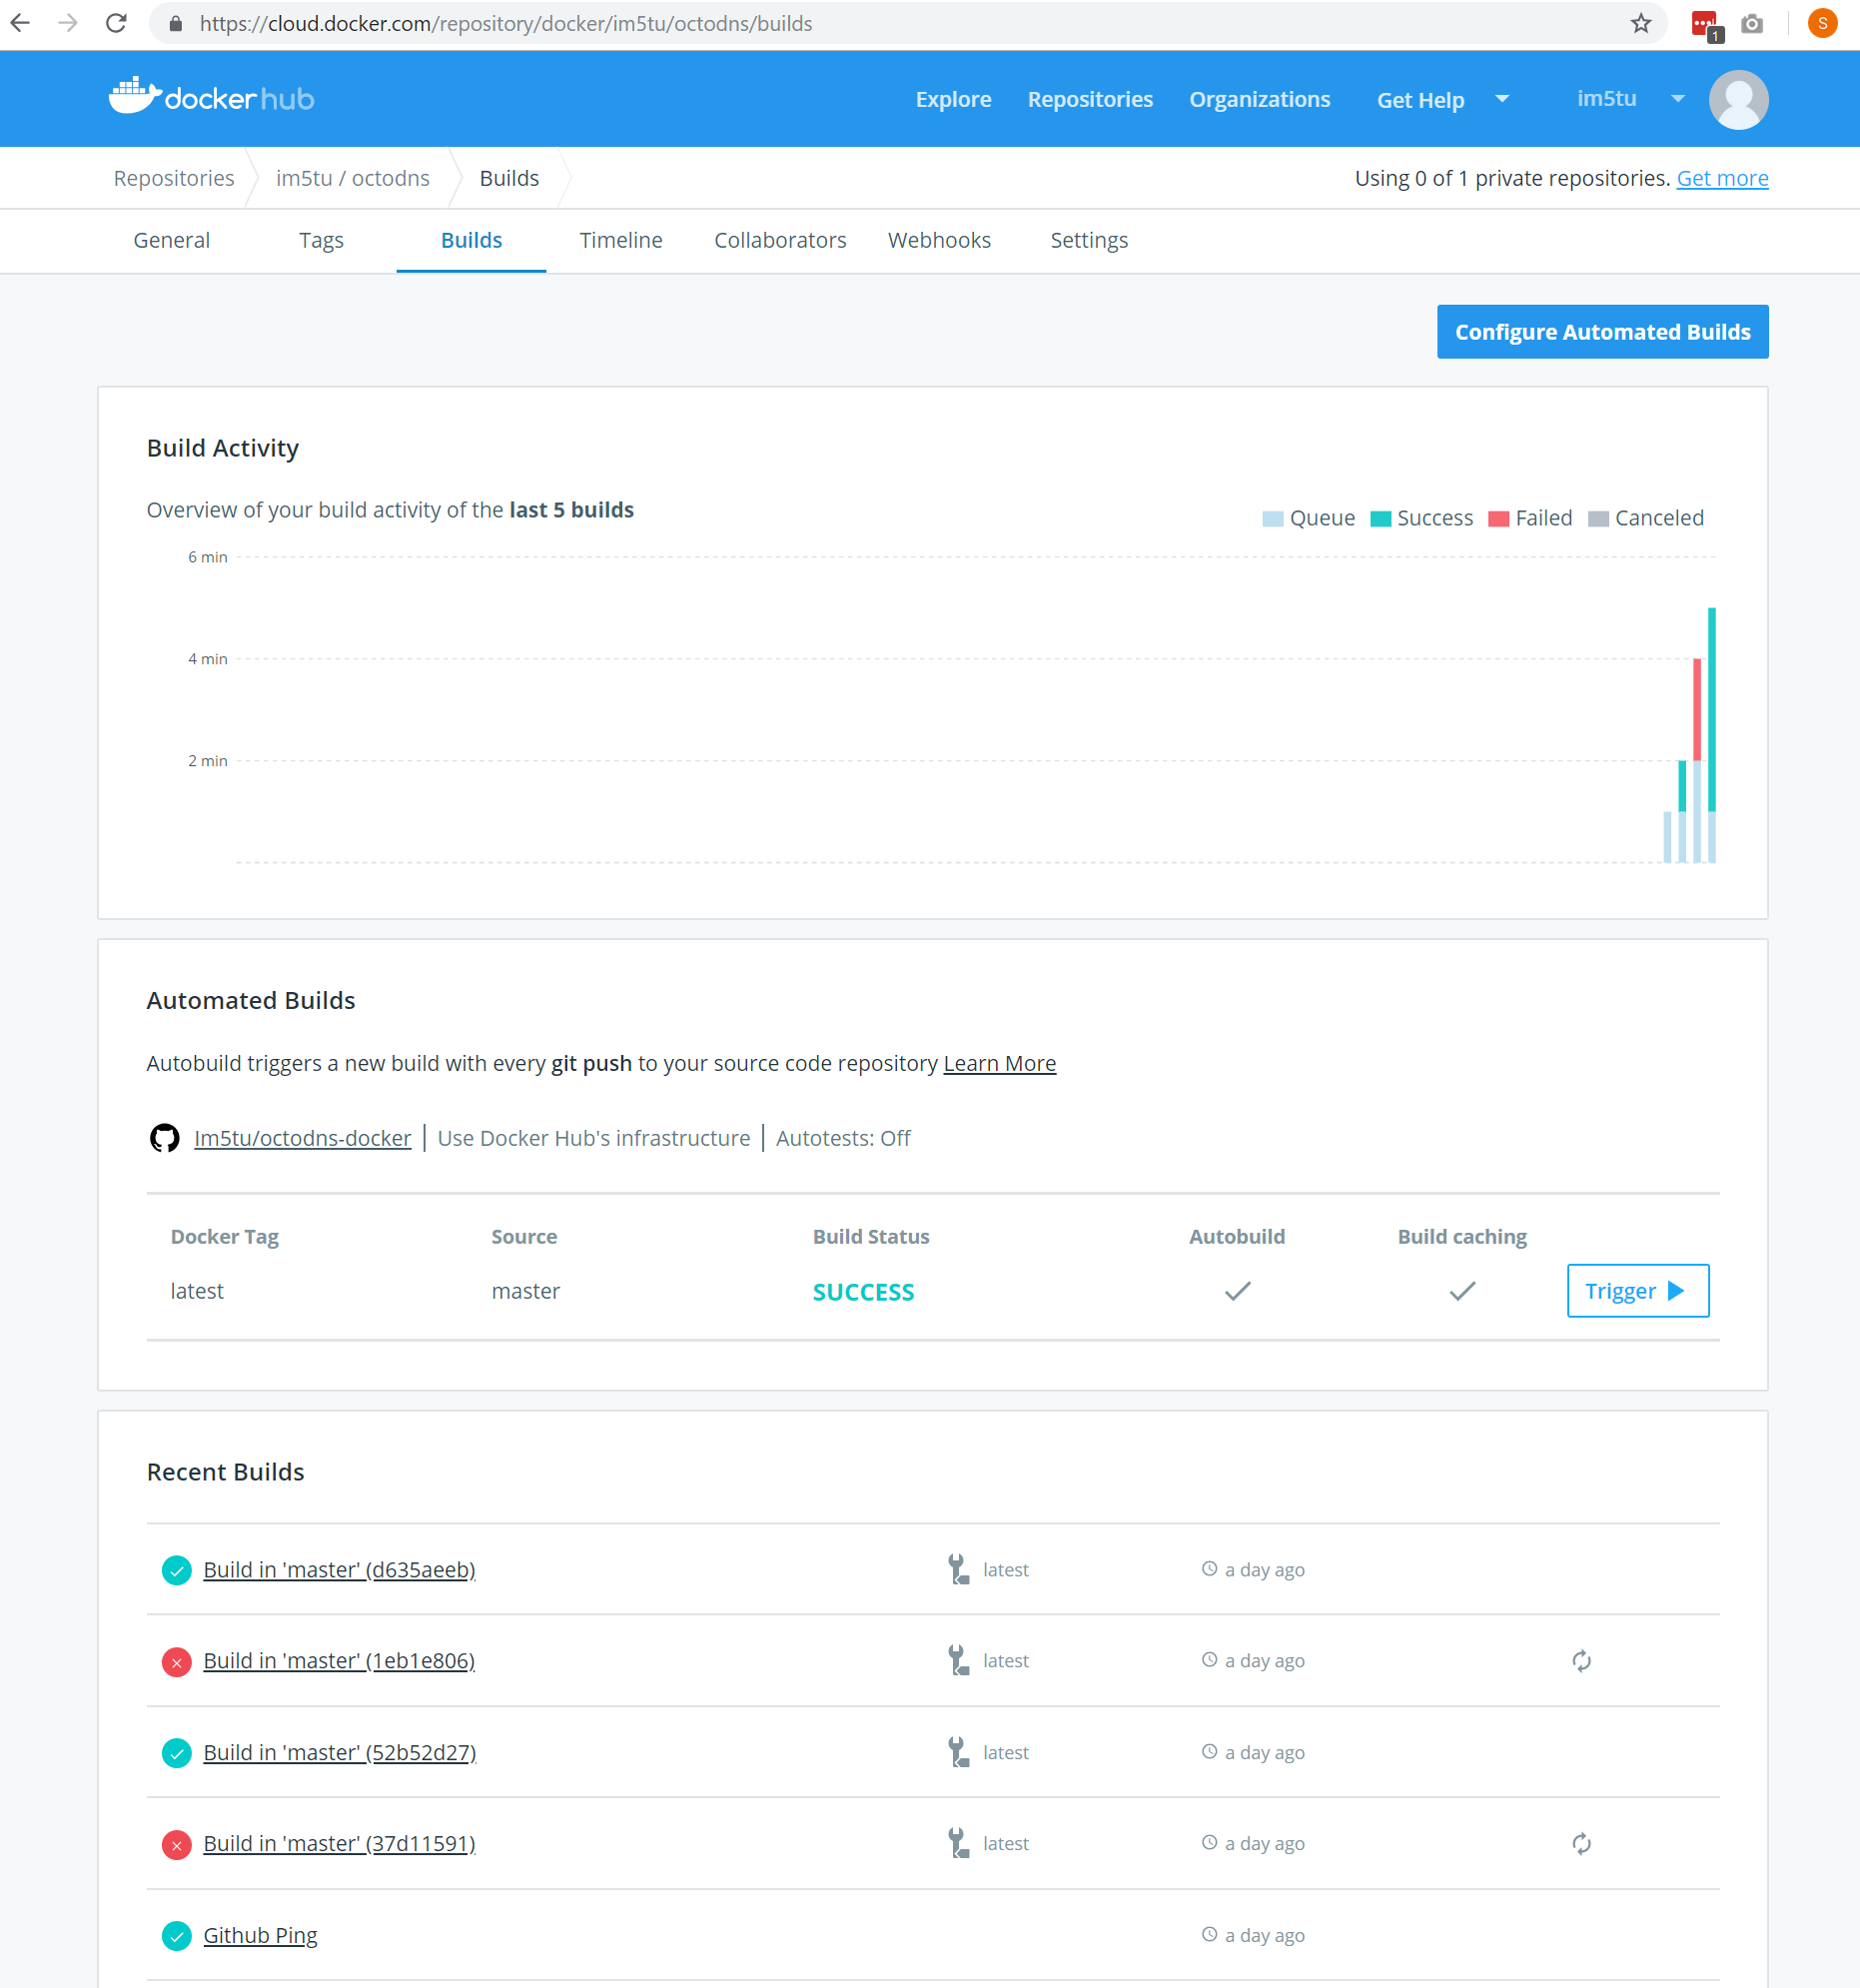 https://cloud.docker.com/repository/docker/im5tu/octodns/builds
1
S
docker hub
Explore Repositories Organizations Get Help im5tu
Repositories im5tu / octodns Builds Using 0 of 1 private repositories. Get more
General Tags Builds Timeline Collaborators Webhooks Settings
Configure Automated Builds
Build Activity
Overview of your build activity of the last 5 builds
Queue Success Failed Canceled
6 min
4 min
2 min
Automated Builds
Autobuild triggers a new build with every git push to your source code repository Learn More
Im5tu/octodns-docker Use Docker Hub's infrastructure Autotests: Off
Docker Tag Source Build Status Autobuild Build caching
latest master SUCCESS Trigger
Recent Builds
Build in 'master' (d635aeeb) latest a day ago
Build in 'master' (1eb1e806) latest a day ago
Build in 'master' (52b52d27) latest a day ago
Build in 'master' (37d11591) latest a day ago
Github Ping a day ago